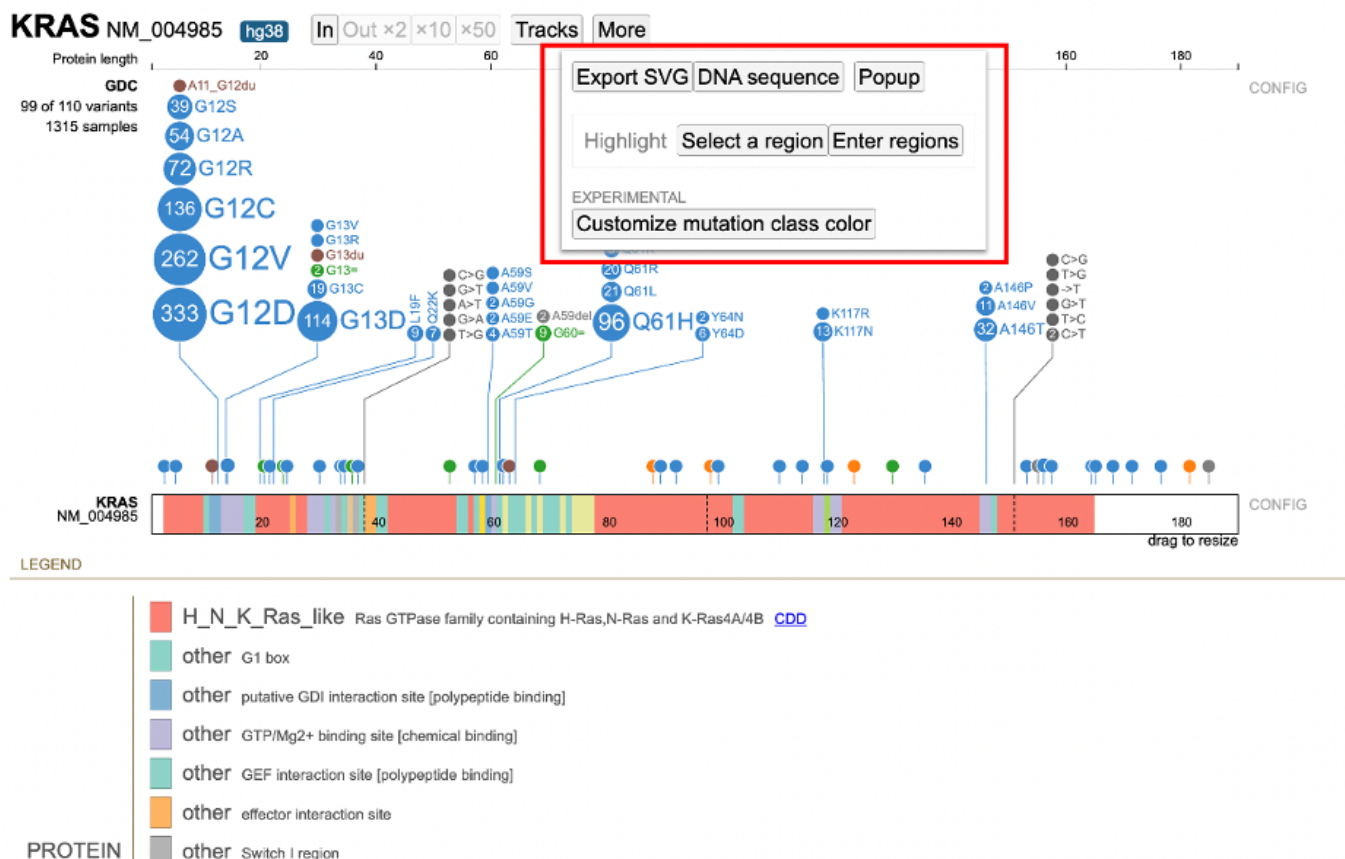 KRAS NM_004985 hg38 In Out ×2 ×10 ×50 Tracks More
Protein length 20 40 60 160 180
GDC
99 of 110 variants
1315 samples
CONFIG
Export SVG DNA sequence Popup
Highlight Select a region Enter regions
EXPERIMENTAL
Customize mutation class color
A11_G12du
39 G12S
54 G12A
72 G12R
136 G12C
262 G12V
333 G12D
G13V
G13R
G13du
2 G13=
19 G13C
114 G13D
9 L19F
7 Q22K
C>G
G>T
A>T
G>A
T>G
A59S
A59V
2 A59G
2 A59E
4 A59T
2 A59del
9 G60=
20 Q61R
21 Q61L
96 Q61H
2 Y64N
6 Y64D
K117R
13 K117N
2 A146P
11 A146V
32 A146T
C>G
T>G
->T
G>T
T>C
2 C>T
KRAS
NM_004985
20 40 60 80 100 120 140 160 180
CONFIG
drag to resize
LEGEND
H_N_K_Ras_like Ras GTPase family containing H-Ras,N-Ras and K-Ras4A/4B CDD
other G1 box
other putative GDI interaction site [polypeptide binding]
other GTP/Mg2+ binding site [chemical binding]
other GEF interaction site [polypeptide binding]
other effector interaction site
PROTEIN other Switch I region